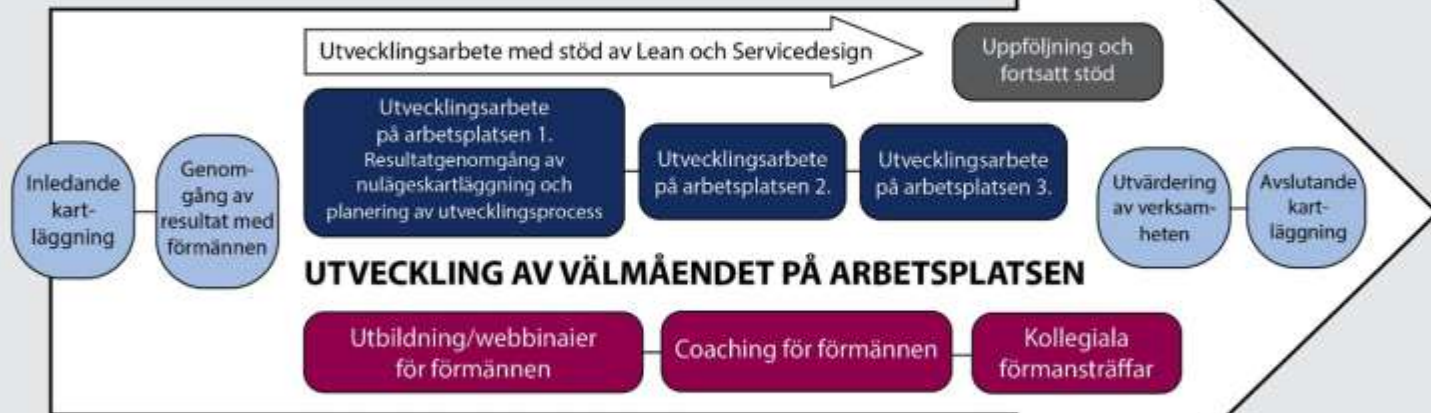 Utvecklingsarbete med stöd av Lean och Servicedesign
Uppföljning och
fortsatt stöd
Inledande
kart-
läggning
Genom-
gång av
resultat med
förmännen
Utvecklingsarbete
på arbetsplatsen 1.
Resultatgenomgång av
nulägeskartläggning och
planering av utvecklingsprocess
Utvecklingsarbete
på arbetsplatsen 2.
Utvecklingsarbete
på arbetsplatsen 3.
Utvärdering
av verksam-
heten
Avslutande
kart-
läggning
UTVECKLING AV VÄLMÅENDET PÅ ARBETSPLATSEN
Utbildning/webbinaier
för förmännen
Coaching för förmännen
Kollegiala
förmansträffar